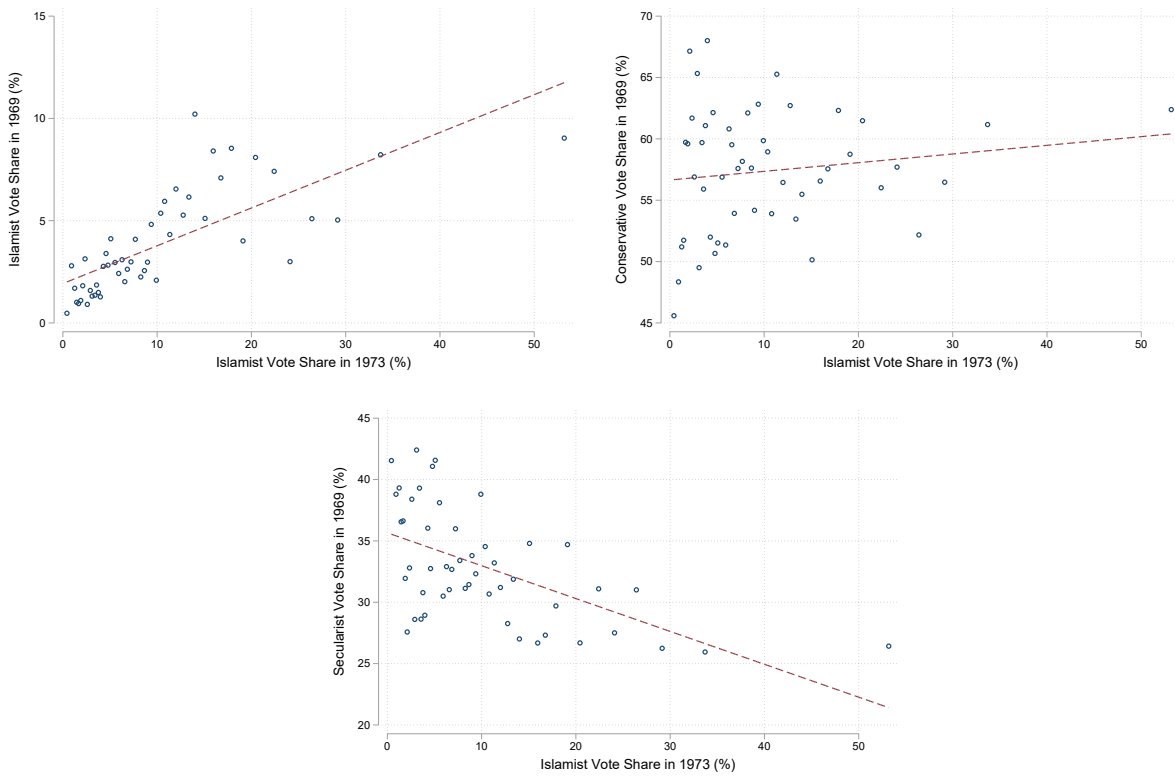 Islamist Vote Share in 1969 (%)
15
10
5
0
0 10 20 30 40 50
Islamist Vote Share in 1973 (%)
Conservative Vote Share in 1969 (%)
70
65
60
55
50
45
0 10 20 30 40 50
Islamist Vote Share in 1973 (%)
Secularist Vote Share in 1969 (%)
45
40
35
30
25
20
0 10 20 30 40 50
Islamist Vote Share in 1973 (%)